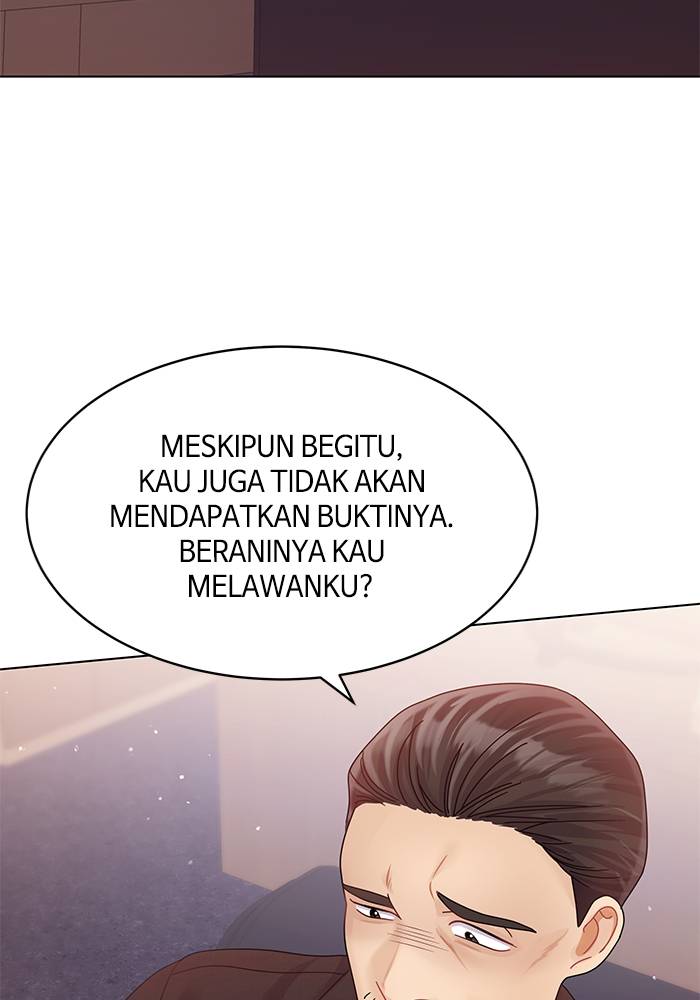 MESKIPUN BEGITU,
KAU JUGA TIDAK AKAN
MENDAPATKAN BUKTINYA.
BERANINYA KAU
MELAWANKU?